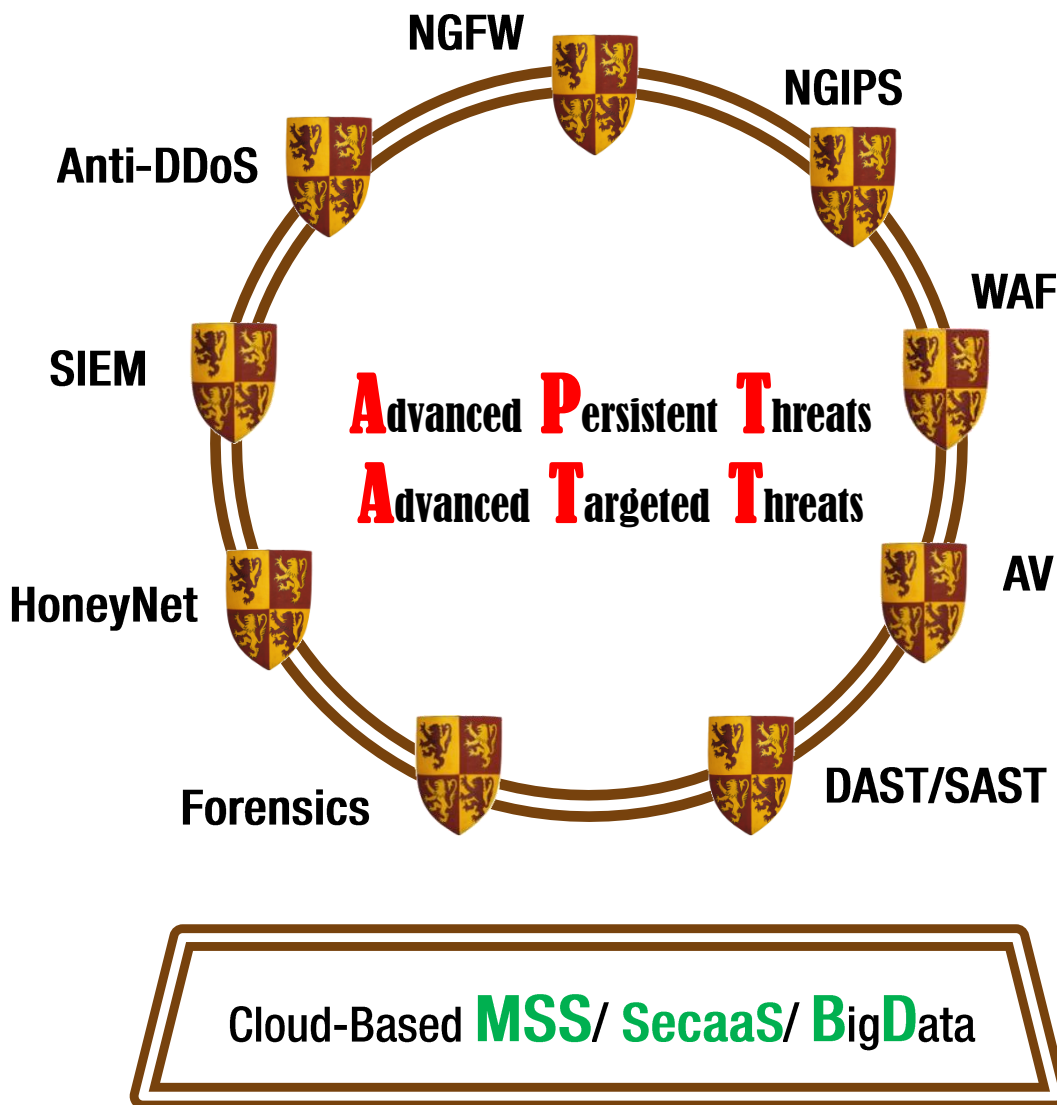 NGFW
NGIPS
Anti-DDoS
WAF
SIEM
Advanced Persistent Threats
Advanced Targeted Threats
AV
HoneyNet
DAST/SAST
Forensics
Cloud-Based MSS/ SecaaS/ BigData